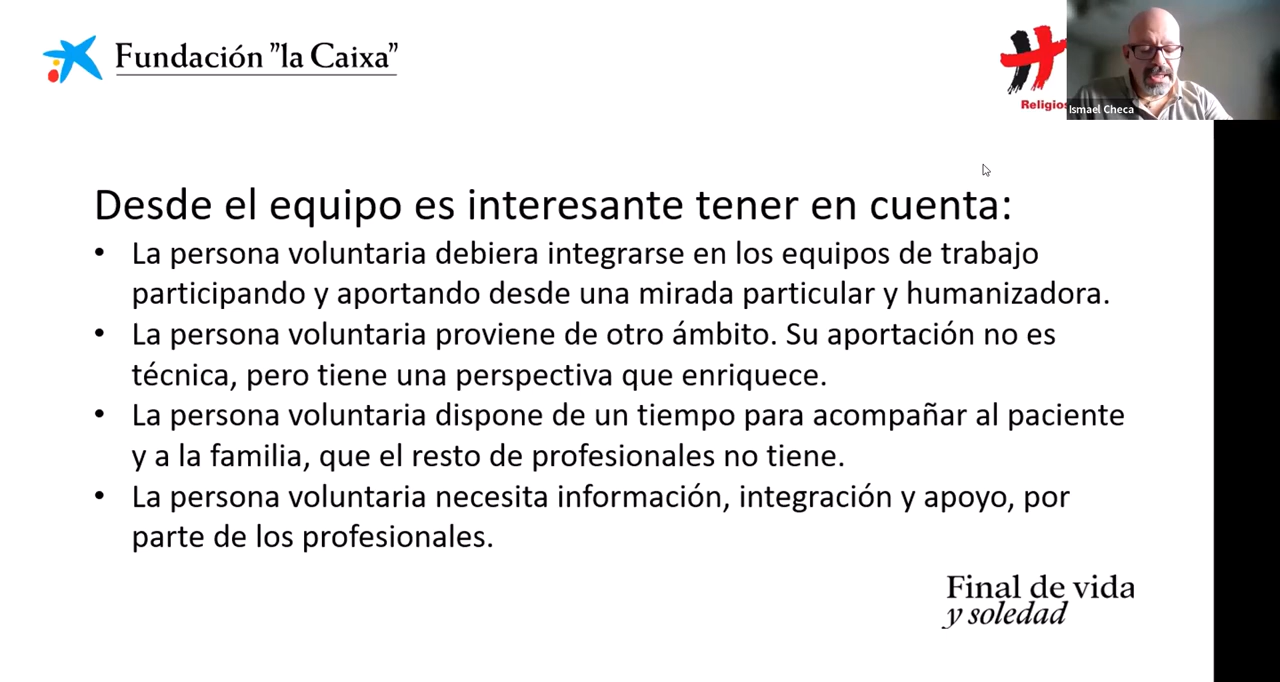 Fundación "la Caixa"
Religios
Ismael Checa
Desde el equipo es interesante tener en cuenta:
• La persona voluntaria debiera integrarse en los equipos de trabajo
participando y aportando desde una mirada particular y humanizadora.
• La persona voluntaria proviene de otro ámbito. Su aportación no es
técnica, pero tiene una perspectiva que enriquece.
• La persona voluntaria dispone de un tiempo para acompañar al paciente
y a la familia, que el resto de profesionales no tiene.
• La persona voluntaria necesita información, integración y apoyo, por
parte de los profesionales.
Final de vida
y soledad